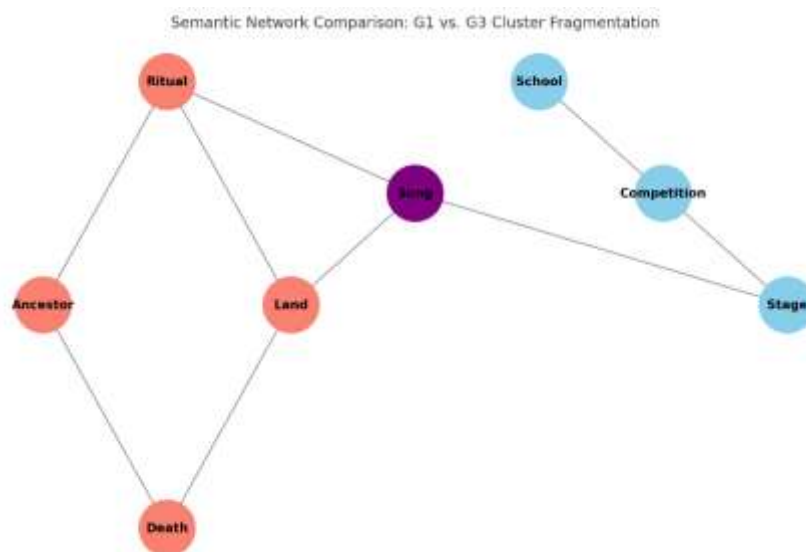 Semantic Network Comparison: G1 vs. G3 Cluster Fragmentation
Ritual
School
Song
Competition
Ancestor
Land
Stage
Death